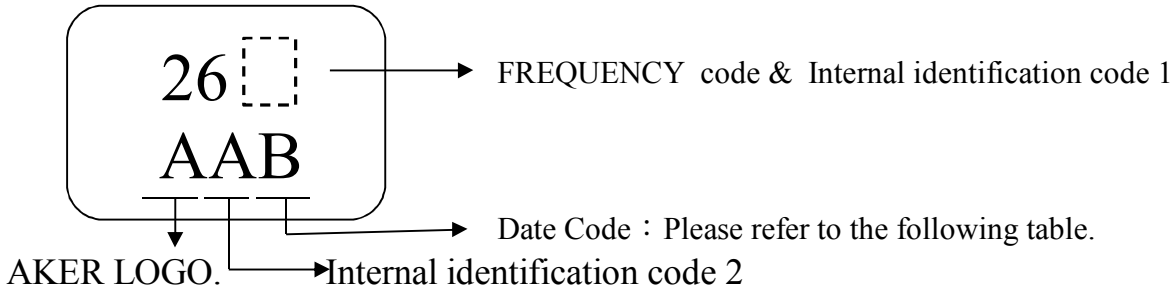 26
FREQUENCY code & Internal identification code 1
AAB
Date Code：Please refer to the following table.
AKER LOGO.
Internal identification code 2